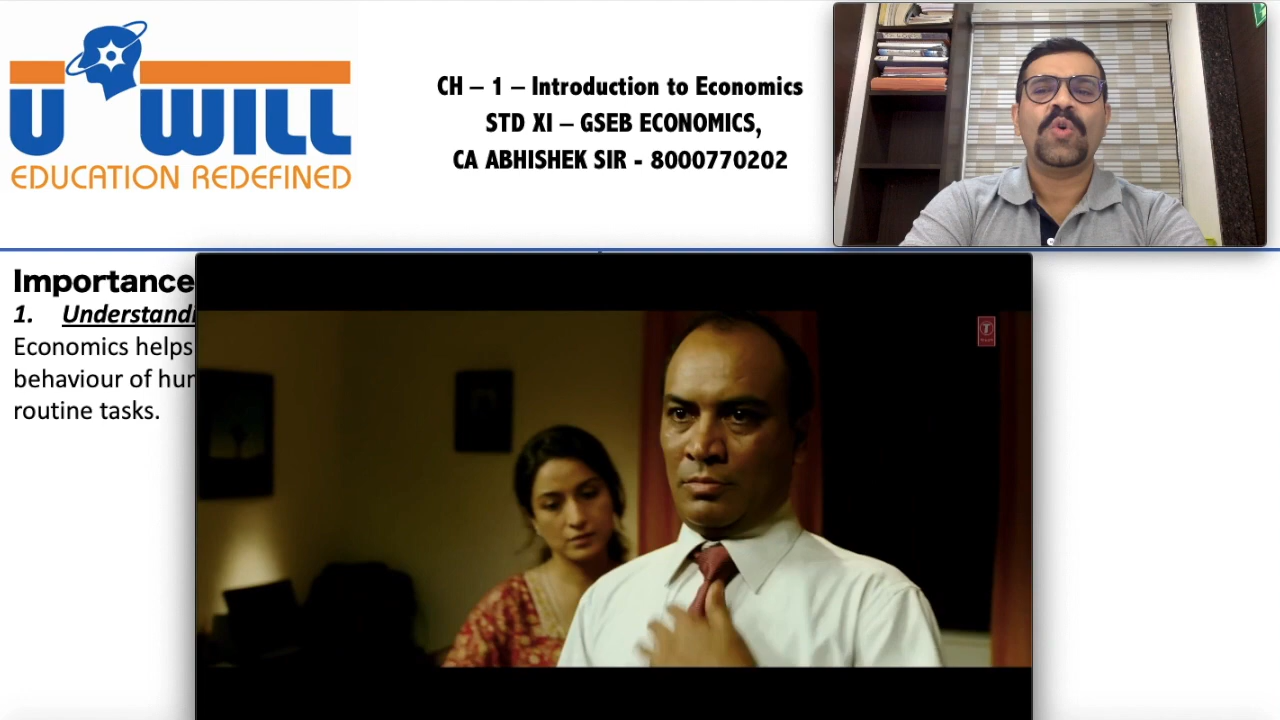 U WILL
EDUCATION REDEFINED
CH – 1 – Introduction to Economics
STD XI – GSEB ECONOMICS,
CA ABHISHEK SIR - 8000770202
Importance
1. Understandi
Economics helps
behaviour of hum
routine tasks.
T